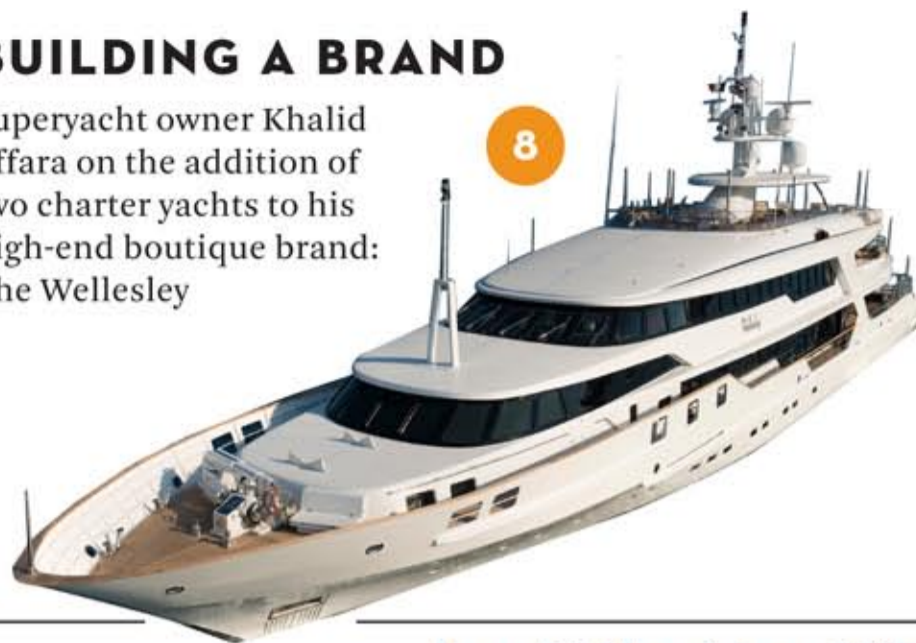 BUILDING A BRAND
uperyacht owner Khalid
ffara on the addition of
wo charter yachts to his
igh-end boutique brand:
he Wellesley
8